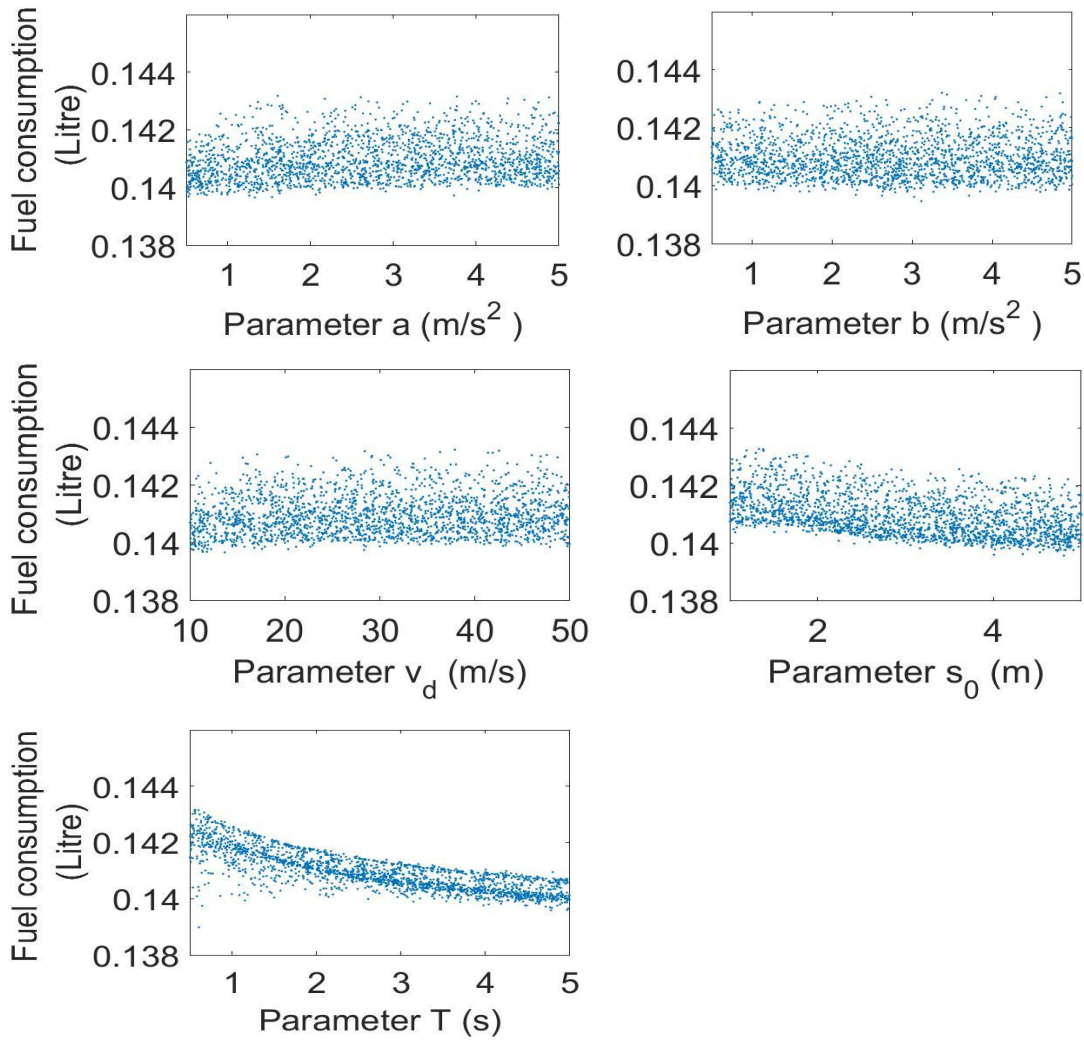 Fuel consumption
(Litre)
0.144
0.142
0.14
0.138
1 2 3 4 5
Parameter a (m/s²)
0.144
0.142
0.14
0.138
1 2 3 4 5
Parameter b (m/s²)
Fuel consumption
(Litre)
0.144
0.142
0.14
0.138
10 20 30 40 50
Parameter v_d (m/s)
0.144
0.142
0.14
0.138
2 4
Parameter s_0 (m)
Fuel consumption
(Litre)
0.144
0.142
0.14
0.138
1 2 3 4 5
Parameter T (s)